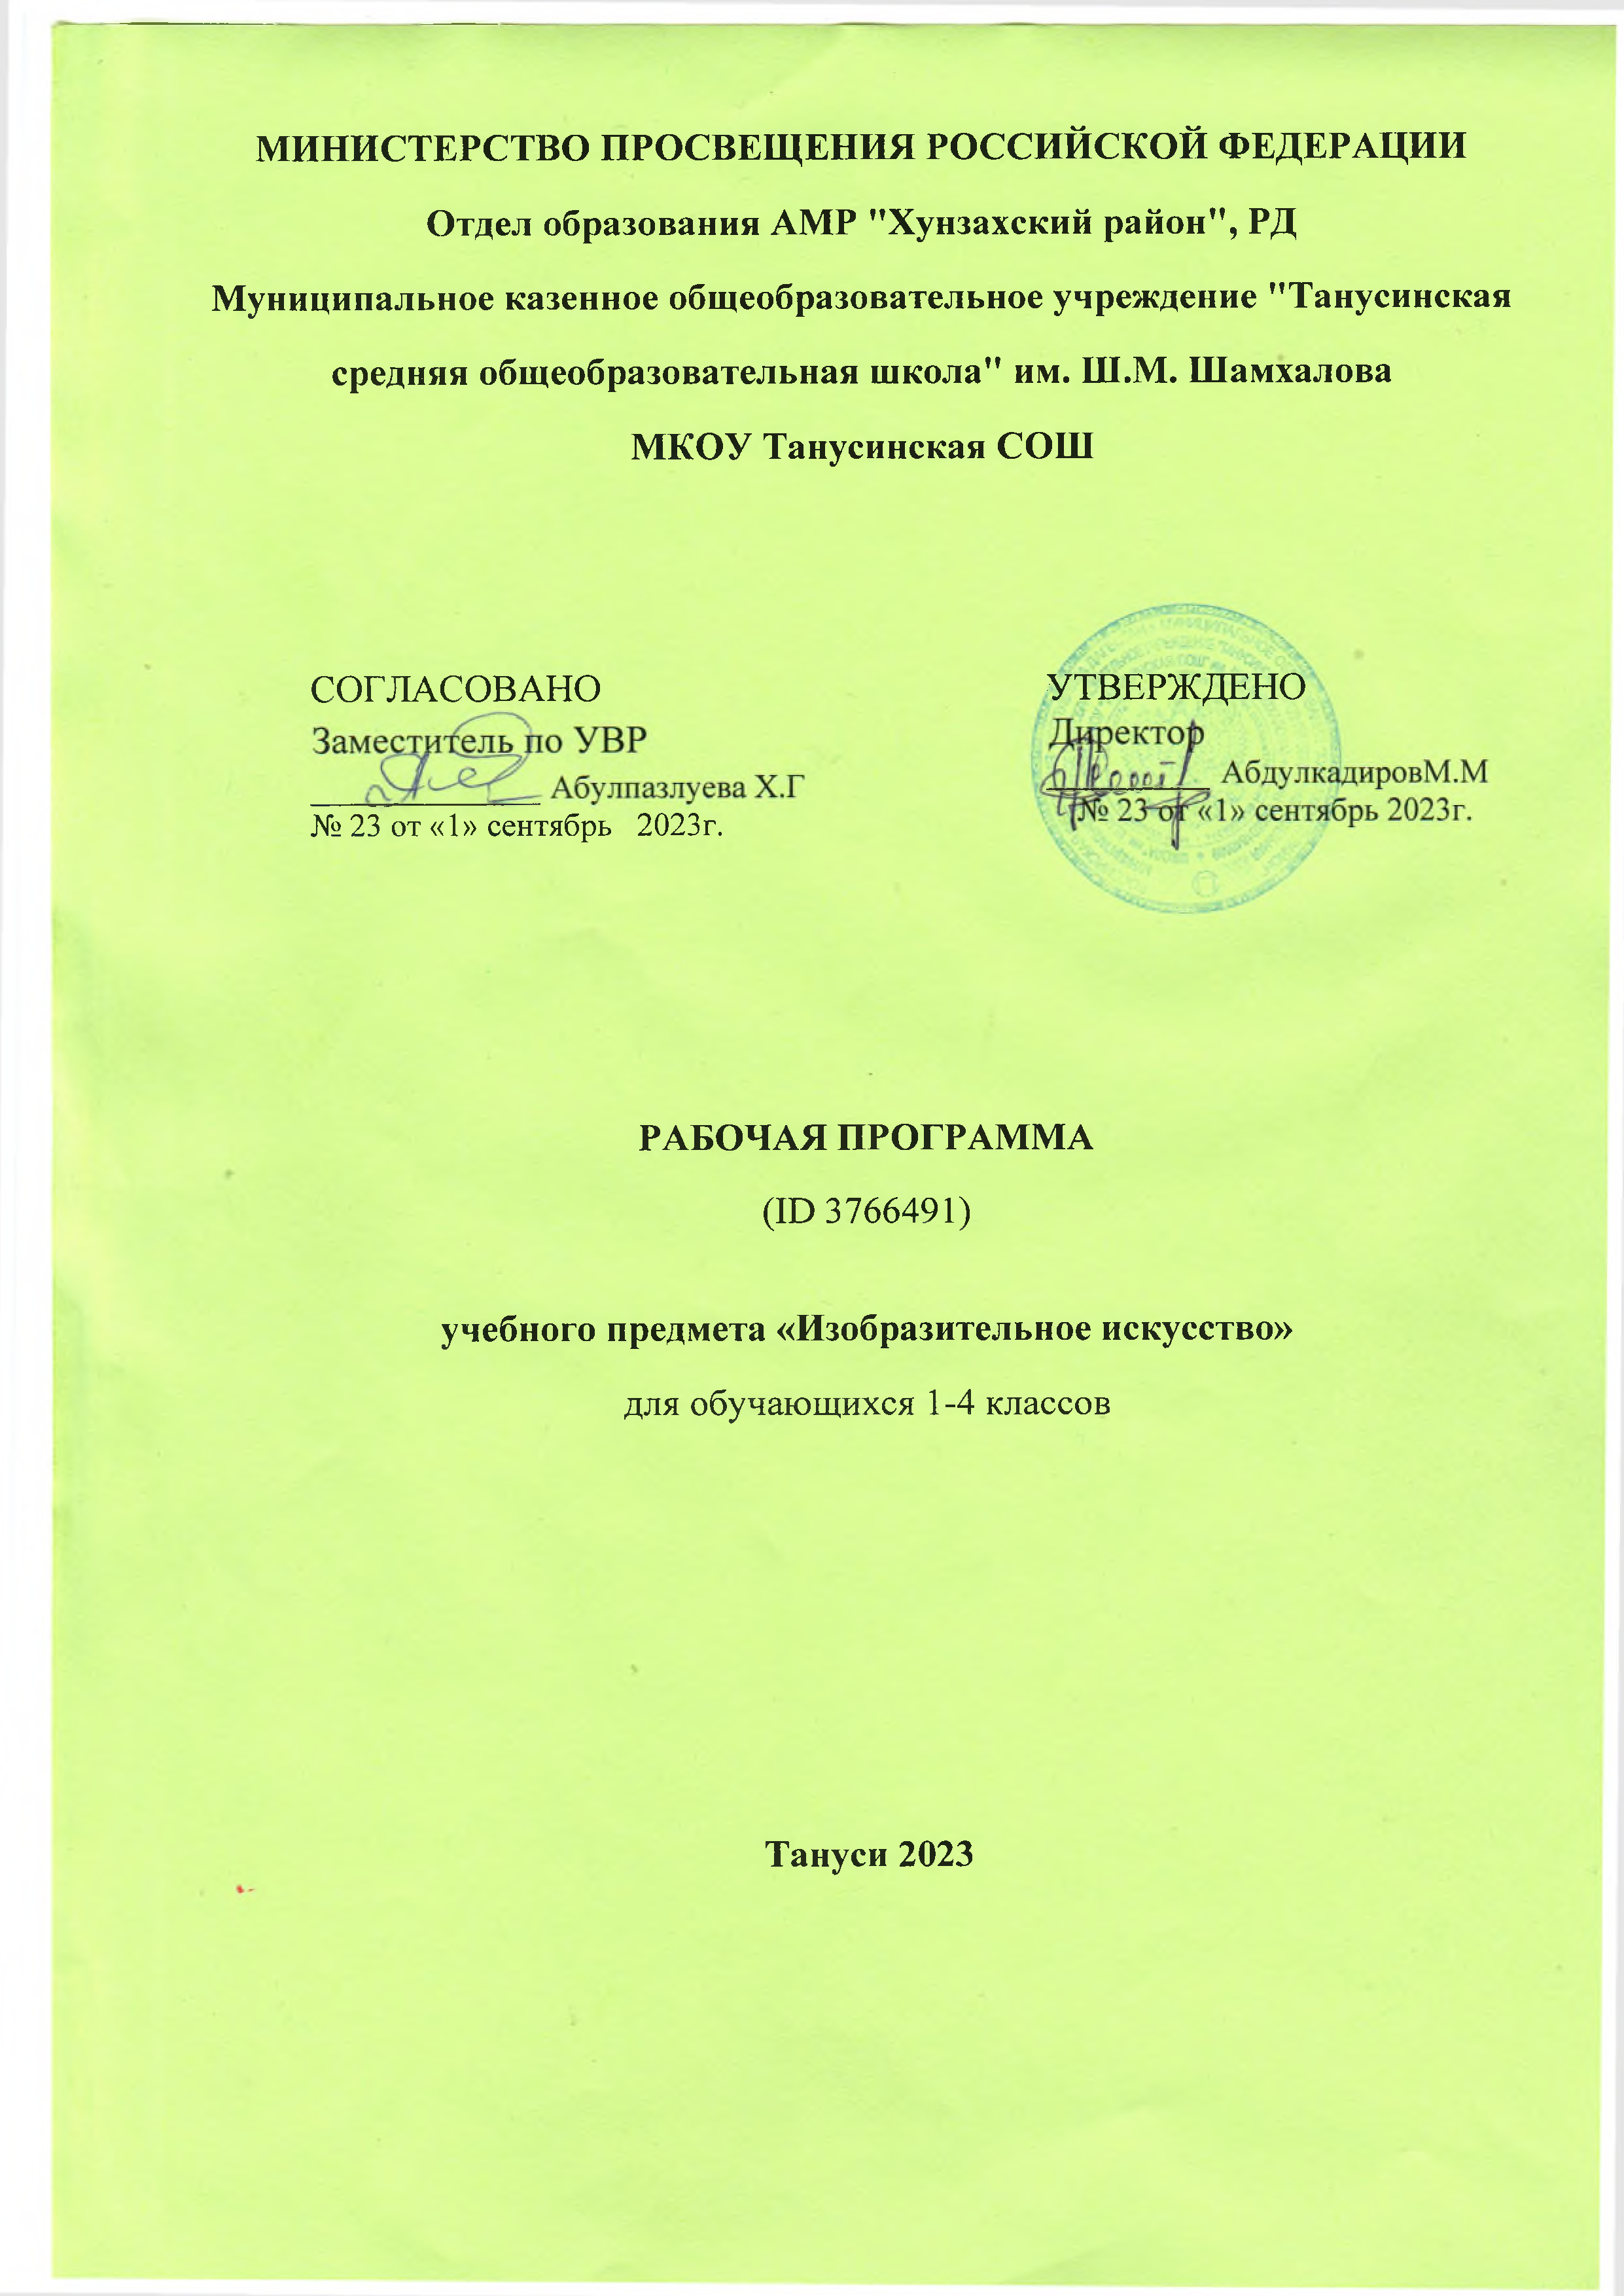 МИНИСТЕРСТВО ПРОСВЕЩЕНИЯ РОССИЙСКОЙ ФЕДЕРАЦИИ
Отдел образования АМР "Хунзахский район", РД
Муниципальное казенное общеобразовательное учреждение "Танусинская
средняя общеобразовательная школа" им. Ш.М. Шамхалова
МКОУ Танусинская СОШ
СОГЛАСОВАНО
Заместитель по УВР
Абулпазлуева Х.Г
№ 23 от «1» сентябрь 2023г.
УТВЕРЖДЕНО
Директор
АбдулкадировМ.М
№ 23 от «1» сентябрь 2023г.
РАБОЧАЯ ПРОГРАММА
(ID 3766491)
учебного предмета «Изобразительное искусство»
для обучающихся 1-4 классов
Тануси 2023